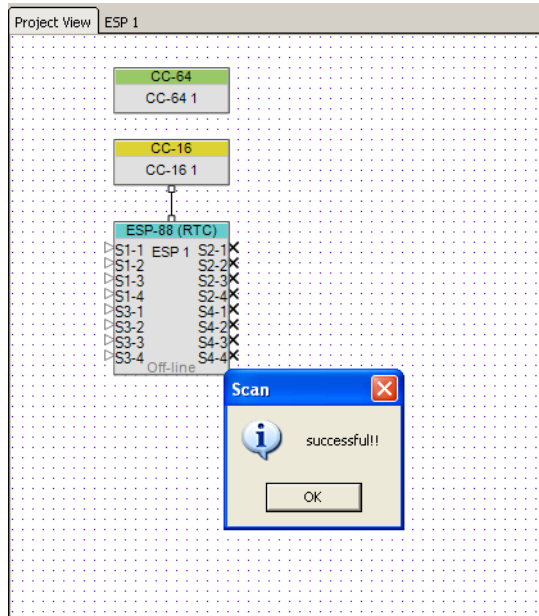 Project View ESP 1
CC-64
CC-64 1
CC-16
CC-16 1
ESP-88 (RTC)
S1-1 ESP 1 S2-1
S1-2 S2-2
S1-3 S2-3
S1-4 S2-4
S3-1 S4-1
S3-2 S4-2
S3-3 S4-3
S3-4 S4-4
Off-line
Scan
successful!!
OK